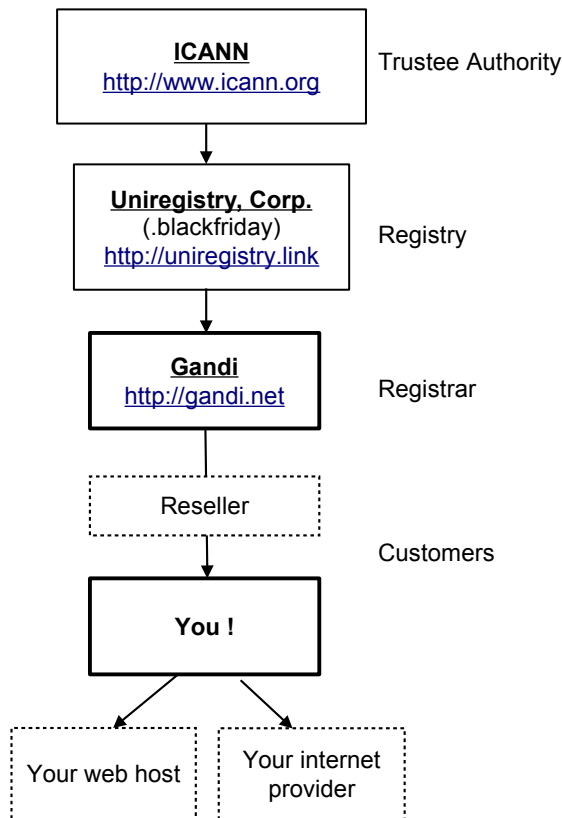 ICANN
http://www.icann.org
Trustee Authority
Uniregistry, Corp.
(.blackfriday)
http://uniregistry.link
Registry
Gandi
http://gandi.net
Registrar
Reseller
Customers
You !
Your web host
Your internet
provider